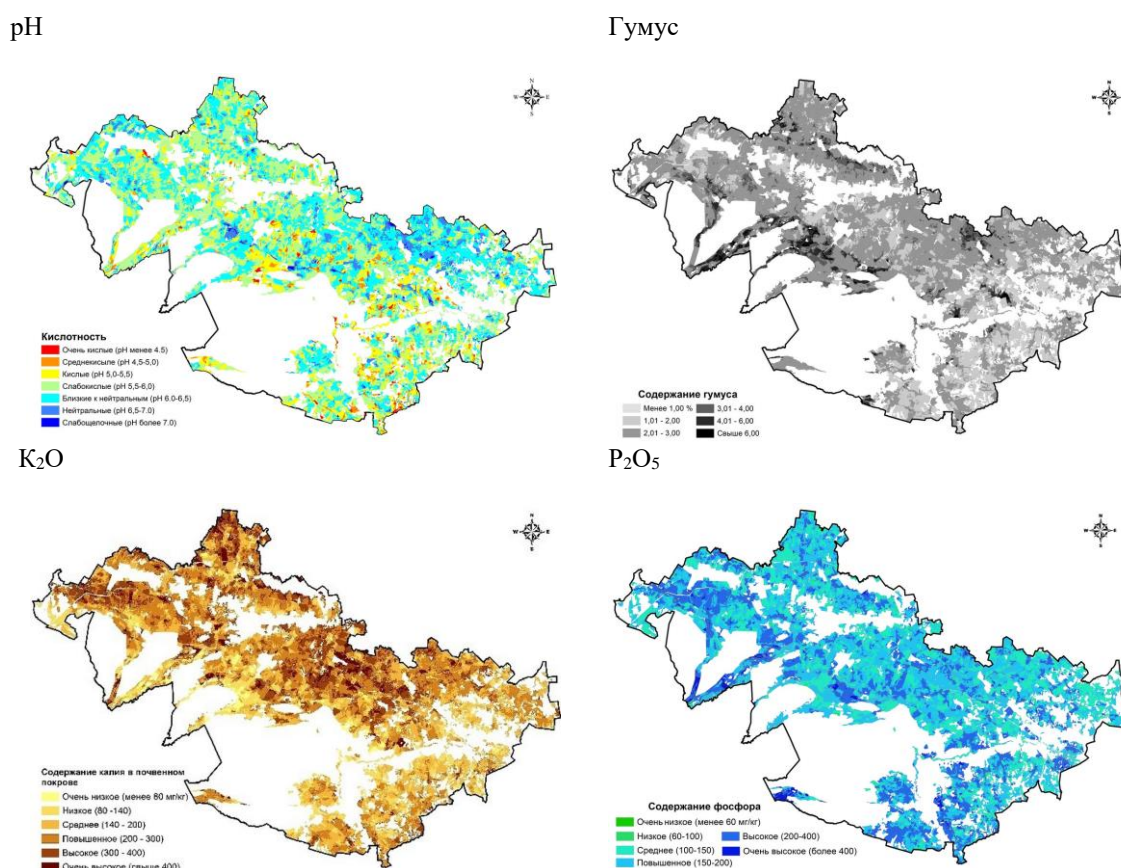 pH
Гумус
N
W E
S
N
W E
S
Кислотность
Очень кислые (pH менее 4.5)
Среднекисыле (pH 4,5-5,0)
Кислые (pH 5,0-5,5)
Слабокислые (pH 5,5-6,0)
Близкие к нейтральным (pH 6.0-6,5)
Нейтральные (pH 6,5-7.0)
Слабощелочные (pH более 7.0)
Содержание гумуса
Менее 1,00 % 3,01 - 4,00
1,01 - 2,00 4,01 - 6,00
2,01 - 3,00 Свыше 6,00
K₂O
P₂O₅
N
W E
S
N
W E
S
Содержание калия в почвенном
покрове
Очень низкое (менее 80 мг/кг)
Низкое (80 -140)
Среднее (140 - 200)
Повышенное (200 - 300)
Высокое (300 - 400)
Очень высокое (свыше 400)
Содержание фосфора
Очень низкое (менее 60 мг/кг)
Низкое (60-100) Высокое (200-400)
Среднее (100-150) Очень высокое (более 400)
Повышенное (150-200)